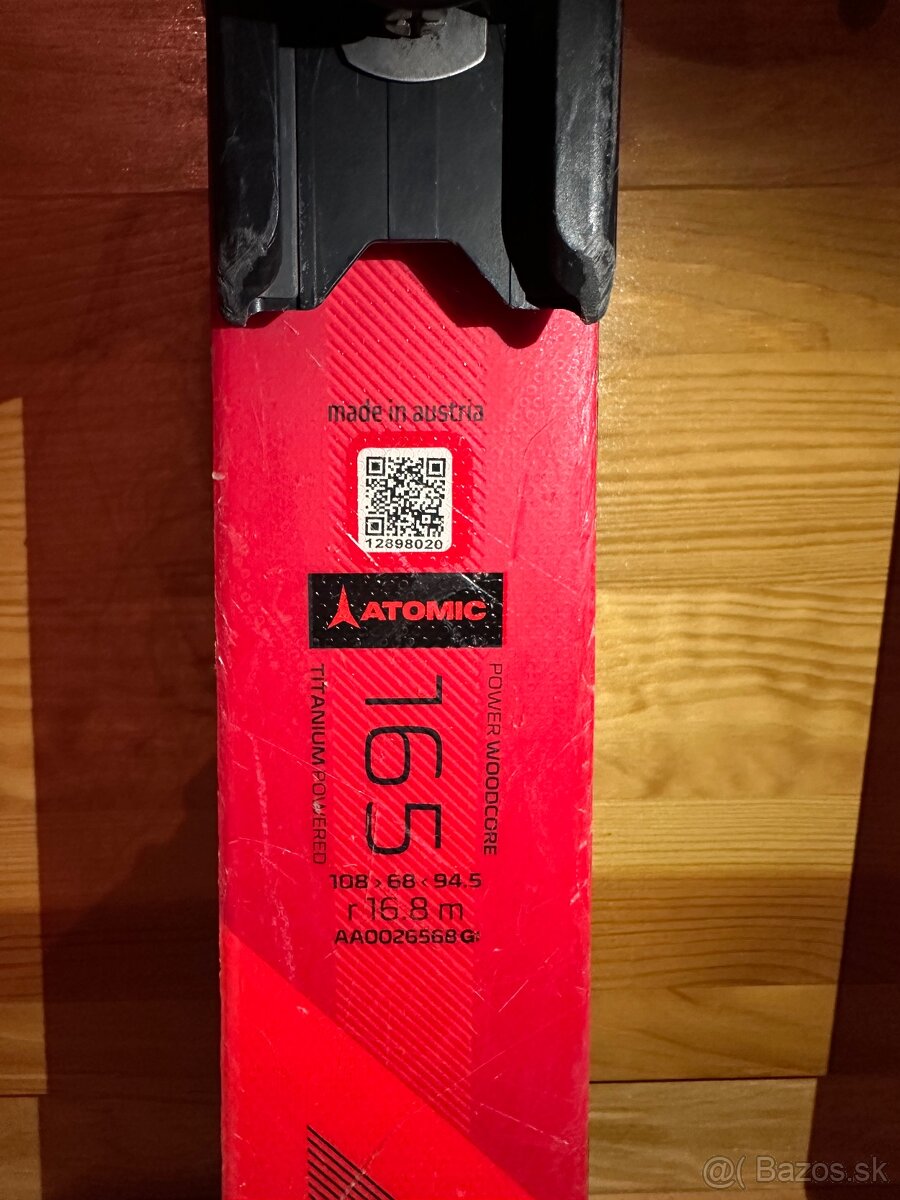 made in austria
12898020
ATOMIC
TITANIUM POWERED
165
POWER WOODCORE
108 > 68 < 94.5
r 16.8 m
AA0026568 G
@( Bazos.sk